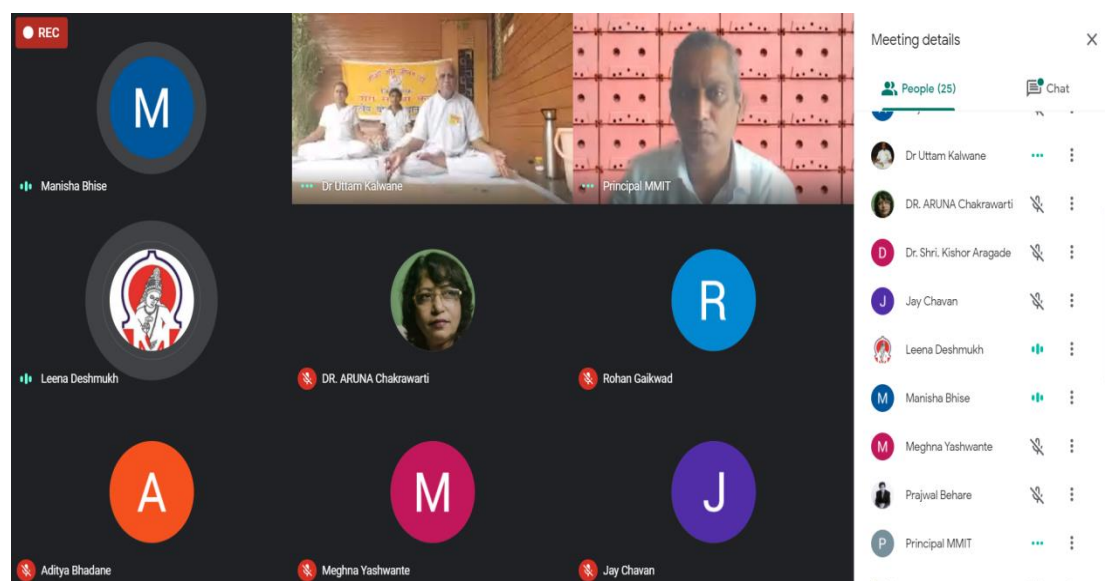 REC
M
Manisha Bhise
Dr Uttam Kalwane
Principal MMIT
Leena Deshmukh
DR. ARUNA Chakrawarti
R
Rohan Gaikwad
A
Aditya Bhadane
M
Meghna Yashwante
J
Jay Chavan
Meeting details
People (25)
Chat
Dr Uttam Kalwane
DR. ARUNA Chakrawarti
D
Dr. Shri. Kishor Aragade
J
Jay Chavan
Leena Deshmukh
M
Manisha Bhise
M
Meghna Yashwante
Prajwal Behare
P
Principal MMIT